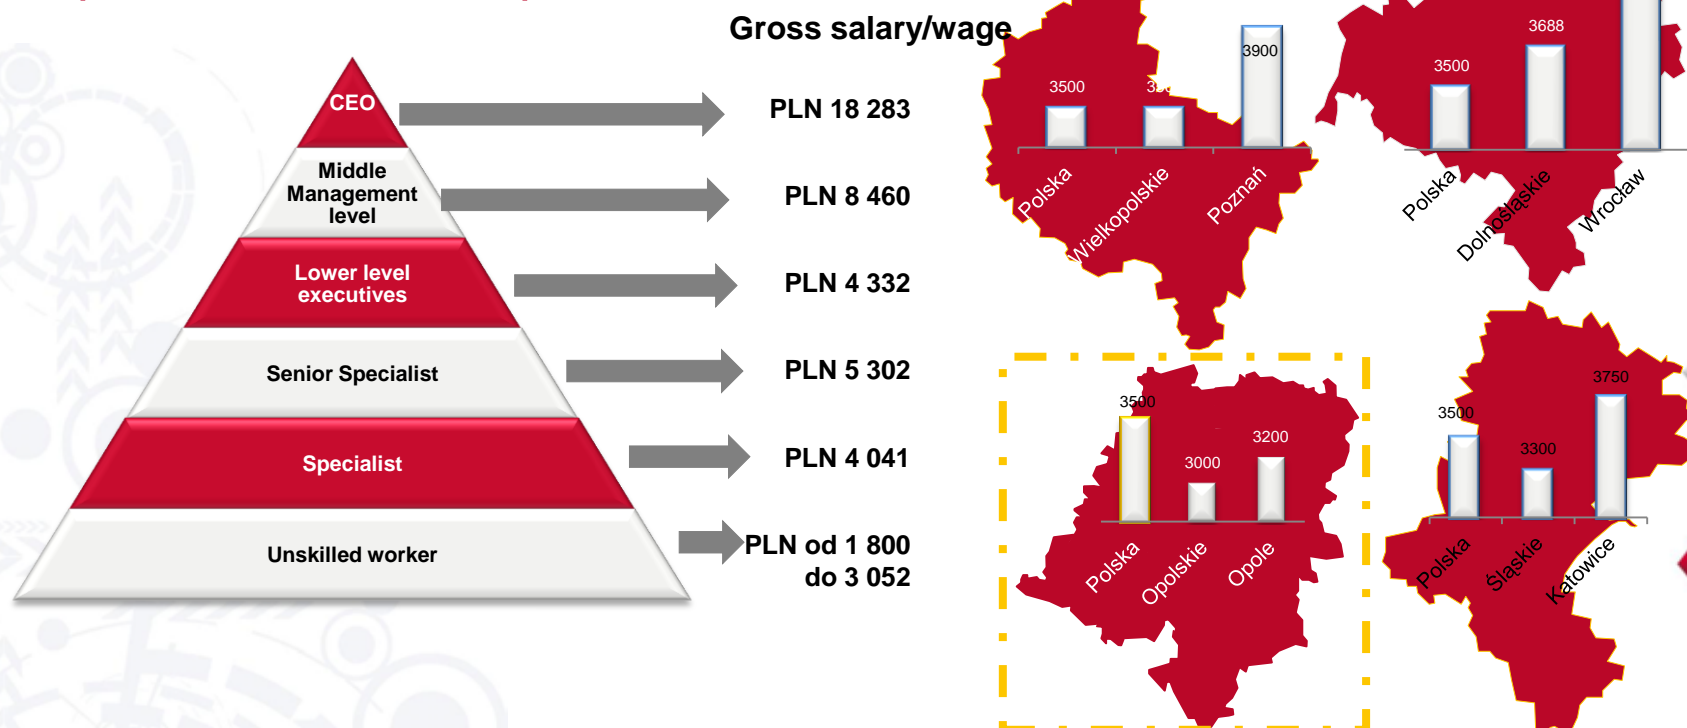 Gross salary/wage
CEO
PLN 18 283
Middle
Management
level
PLN 8 460
Lower level
executives
PLN 4 332
Senior Specialist
PLN 5 302
Specialist
PLN 4 041
Unskilled worker
PLN od 1 800
do 3 052
3500
3900
Polska
Wielkopolskie
Poznań
3500
3688
Polska
Dolnośląskie
Wrocław
3500
3000
3200
Polska
Opolskie
Opole
3500
3300
3750
Polska
Śląskie
Katowice